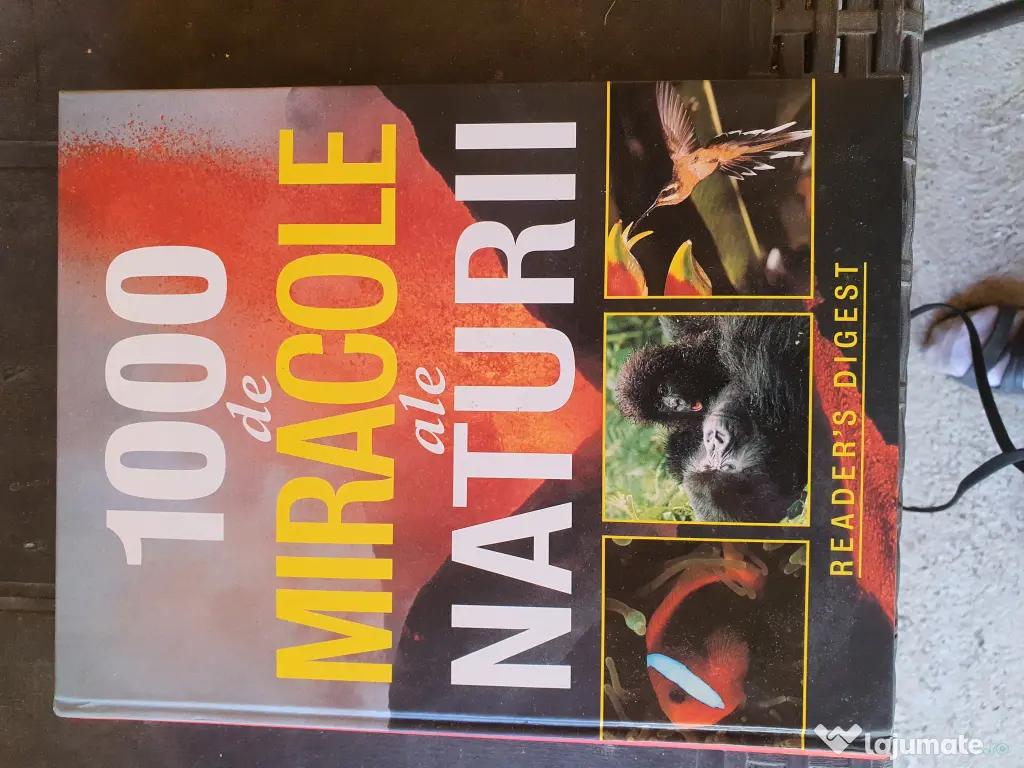 1000
de
MIRACOLE
ale
NATURII
READER'S DIGEST
lajumate.ro